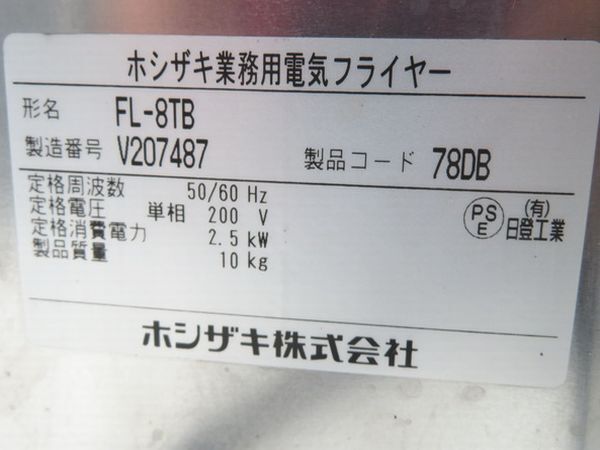 ホシザキ業務用電気フライヤー
形名 FL-8TB
製造番号 V207487 製品コード 78DB
定格周波数 50/60 Hz
定格電圧 単相 200 V
定格消費電力 2.5 kW
製品質量 10 kg
PSE (有)日登工業
ホシザキ株式会社